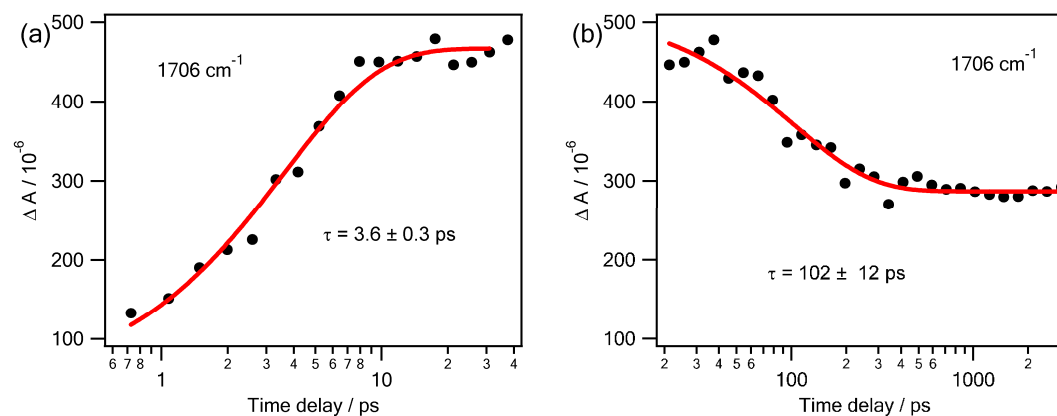 (a)
1706 cm-1
τ = 3.6 ± 0.3 ps
Δ A / 10-6
500
400
300
200
100
6 7 8 2 3 4 5 6 7 8 2 3 4
1 10
Time delay / ps
(b)
1706 cm-1
τ = 102 ± 12 ps
Δ A / 10-6
500
400
300
200
100
2 3 4 5 6 2 3 4 5 6 2
100 1000
Time delay / ps